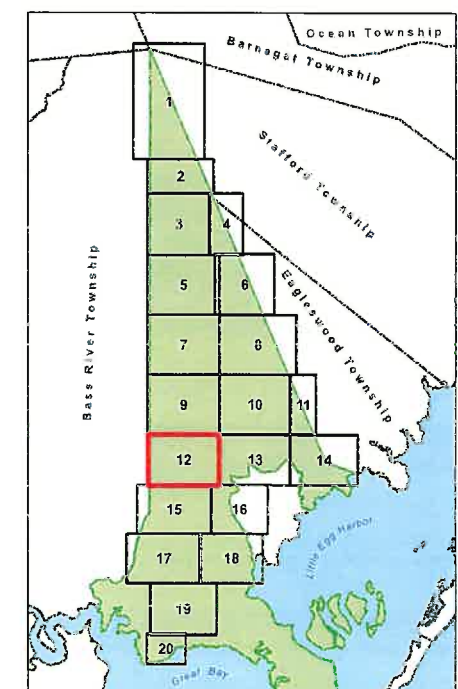 Ocean Township
Barnagat Township
Stafford Township
1
2
3
4
Bass River Township
5
6
Eagleswood Township
7
8
9
10
11
12
13
14
15
16
Little Egg Harbor
17
18
19
20
Great Bay